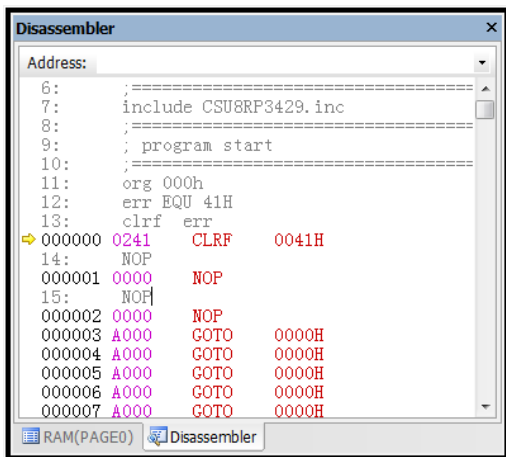 Disassembler ×
Address:
6: ;==================================
7: include CSU8RP3429.inc
8: ;==================================
9: ; program start
10: ;==================================
11: org 000h
12: err EQU 41H
13: clrf err
000000 0241 CLRF 0041H
14: NOP
000001 0000 NOP
15: NOP
000002 0000 NOP
000003 A000 GOTO 0000H
000004 A000 GOTO 0000H
000005 A000 GOTO 0000H
000006 A000 GOTO 0000H
000007 A000 GOTO 0000H
RAM(PAGE0) Disassembler